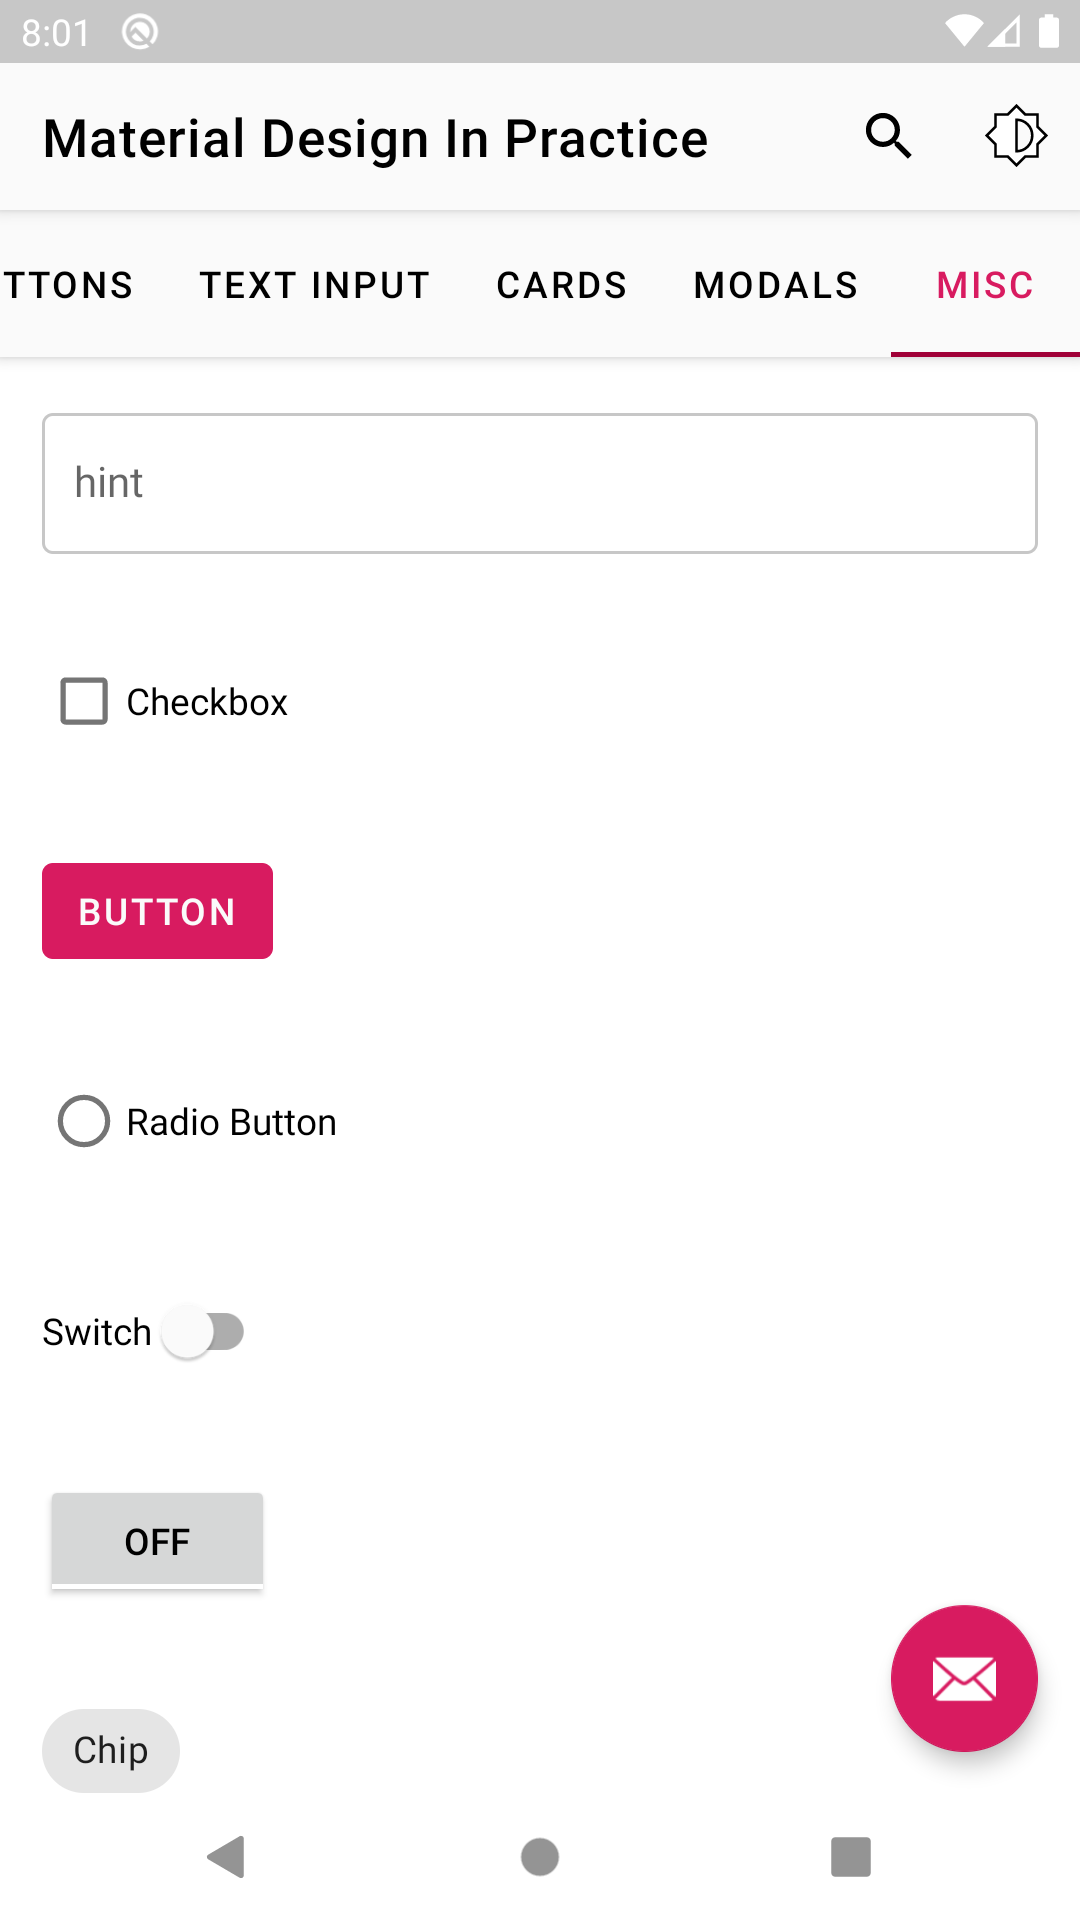 8:01
Material Design In Practice
TTONS TEXT INPUT CARDS MODALS MISC
hint
Checkbox
BUTTON
Radio Button
Switch
OFF
Chip